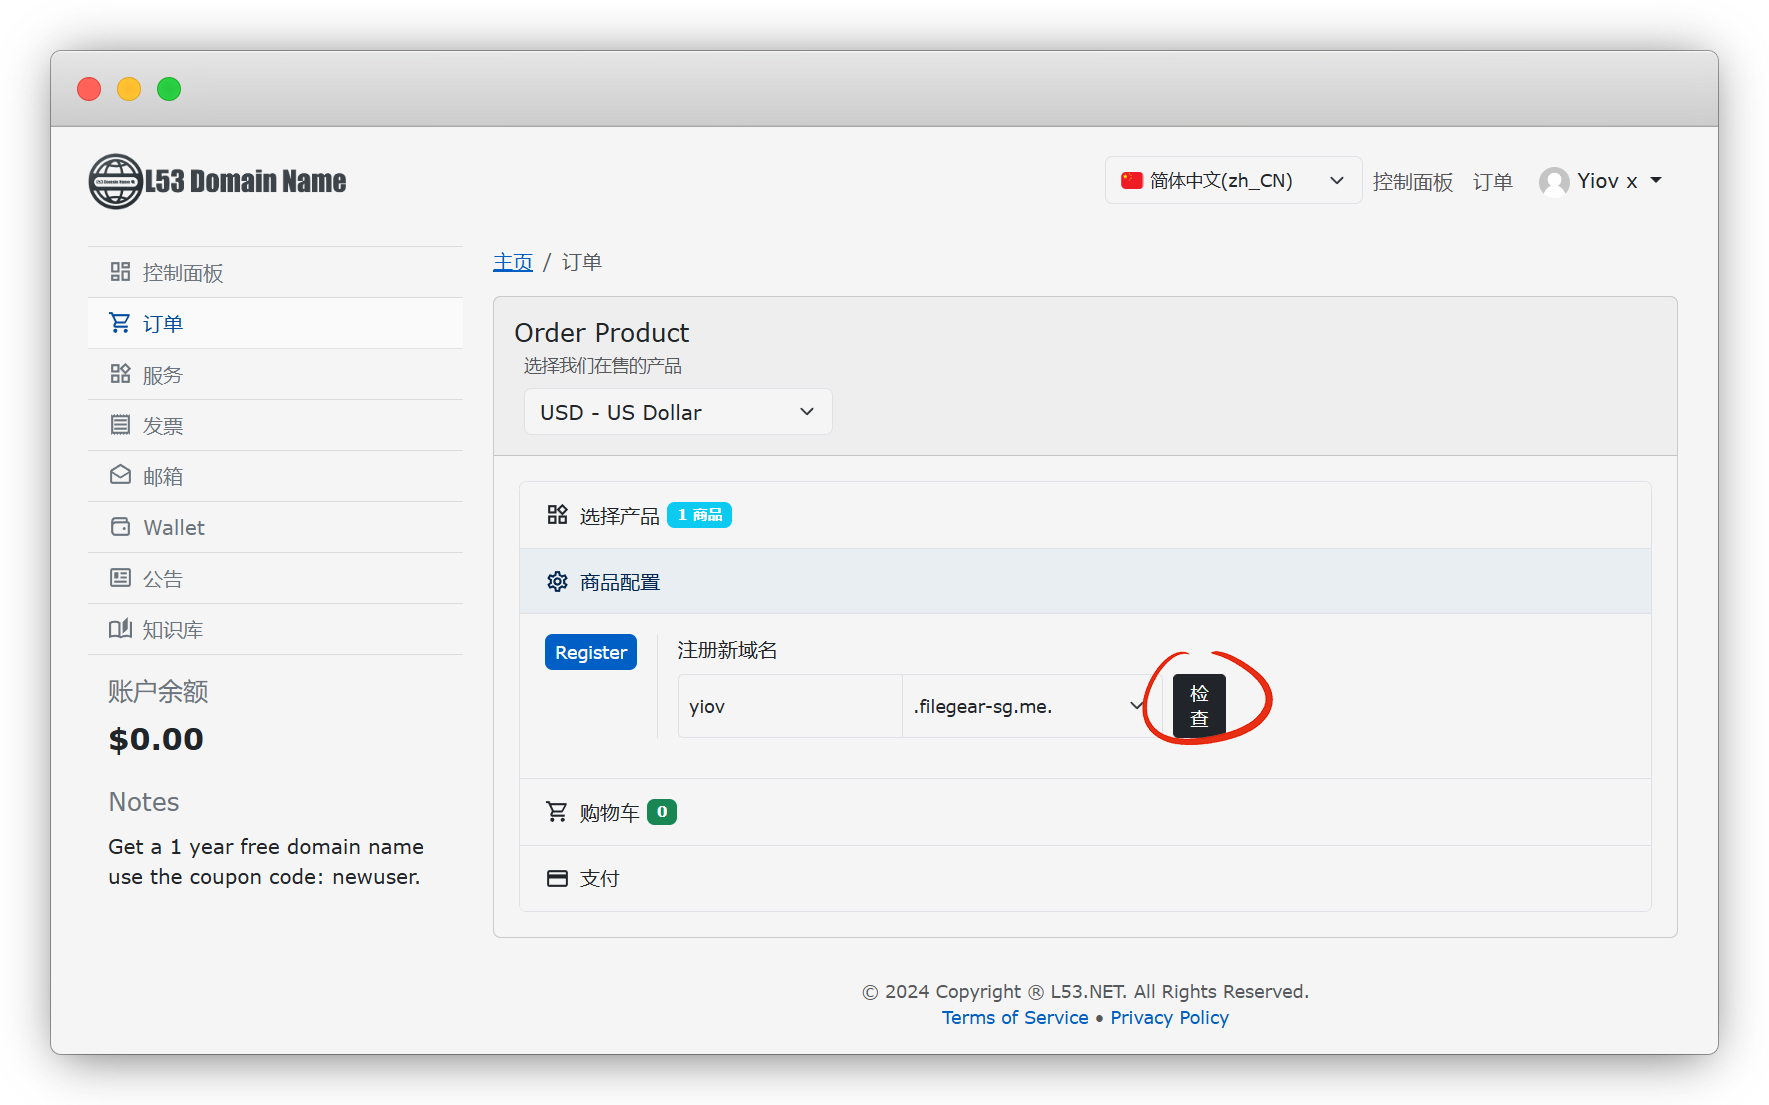 L53 Domain Name
简体中文(zh_CN)
控制面板
订单
Yiov x
控制面板
订单
服务
发票
邮箱
Wallet
公告
知识库
账户余额
$0.00
Notes
Get a 1 year free domain name
use the coupon code: newuser.
主页 / 订单
Order Product
选择我们在售的产品
USD - US Dollar
选择产品 1 商品
商品配置
Register
注册新域名
yiov
.filegear-sg.me.
检
查
购物车 0
支付
© 2024 Copyright ® L53.NET. All Rights Reserved.
Terms of Service • Privacy Policy